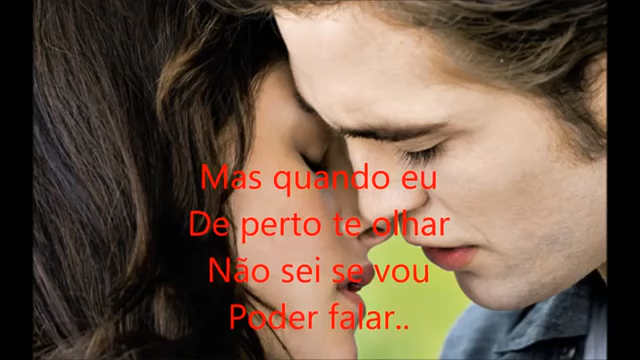 Mas quando eu
De perto te olhar
Não sei se vou
Poder falar..